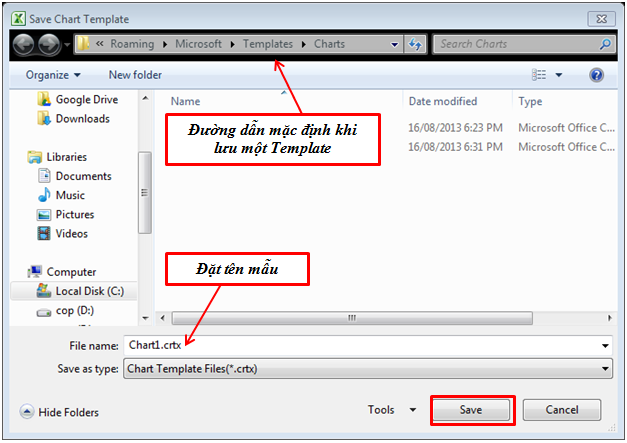 Save Chart Template
« Roaming Microsoft Templates Charts
Search Charts
Organize New folder
Name Date modified Type
Google Drive
Downloads
Libraries
Documents
Music
Pictures
Videos
Computer
Local Disk (C:)
cop (D:)
16/08/2013 6:23 PM Microsoft Office C...
16/08/2013 6:31 PM Microsoft Office C...
Đường dẫn mặc định khi
lưu một Template
Đặt tên mẫu
File name: Chart1.crtx
Save as type: Chart Template Files(*.crtx)
Hide Folders Tools Save Cancel